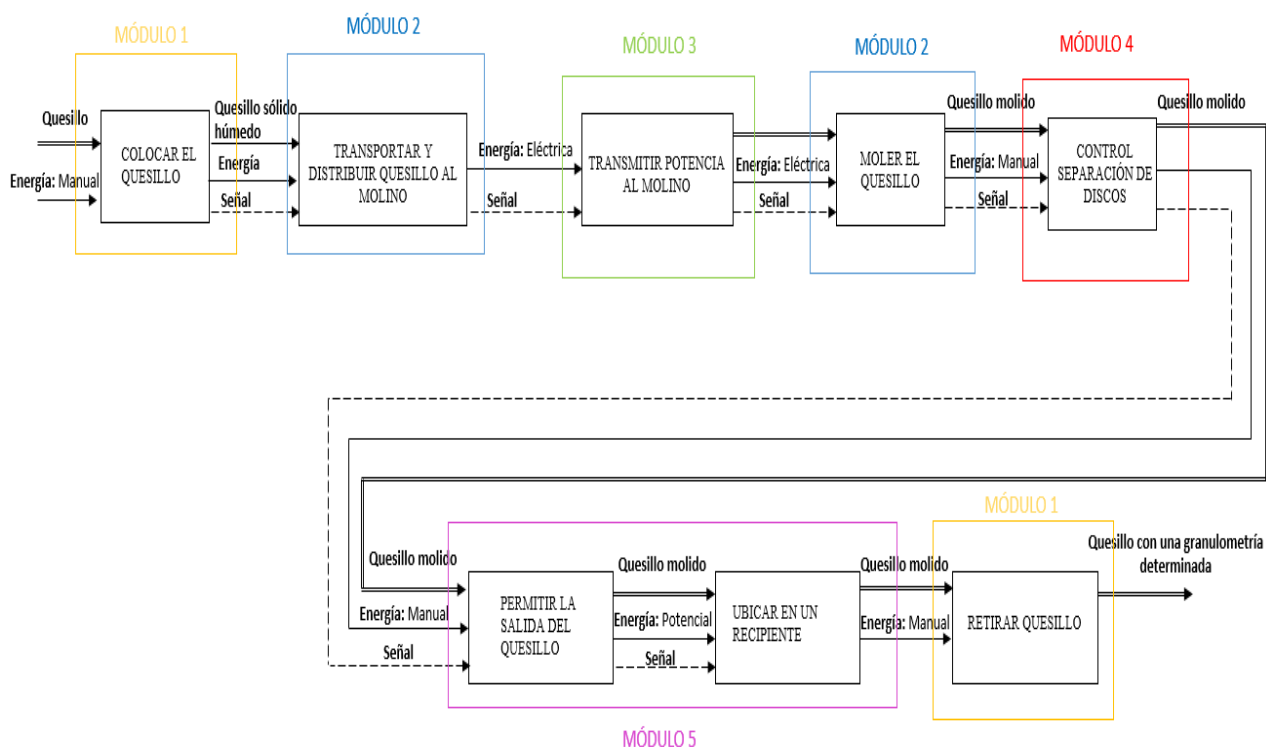 MÓDULO 1
MÓDULO 2
MÓDULO 3
MÓDULO 2
MÓDULO 4
Quesillo
Energía: Manual
COLOCAR EL
QUESILLO
Quesillo sólido
húmedo
Energía
Señal
TRANSPORTAR Y
DISTRIBUIR QUESILLO AL
MOLINO
Energía: Eléctrica
Señal
TRANSMITIR POTENCIA
AL MOLINO
Energía: Eléctrica
Señal
MOLER EL
QUESILLO
Quesillo molido
Energía: Manual
Señal
CONTROL
SEPARACIÓN DE
DISCOS
Quesillo molido
Quesillo molido
Energía: Manual
Señal
PERMITIR LA
SALIDA DEL
QUESILLO
Quesillo molido
Energía: Potencial
Señal
UBICAR EN UN
RECIPIENTE
Quesillo molido
Energía: Manual
MÓDULO 1
RETIRAR QUESILLO
Quesillo con una granulometría
determinada
MÓDULO 5